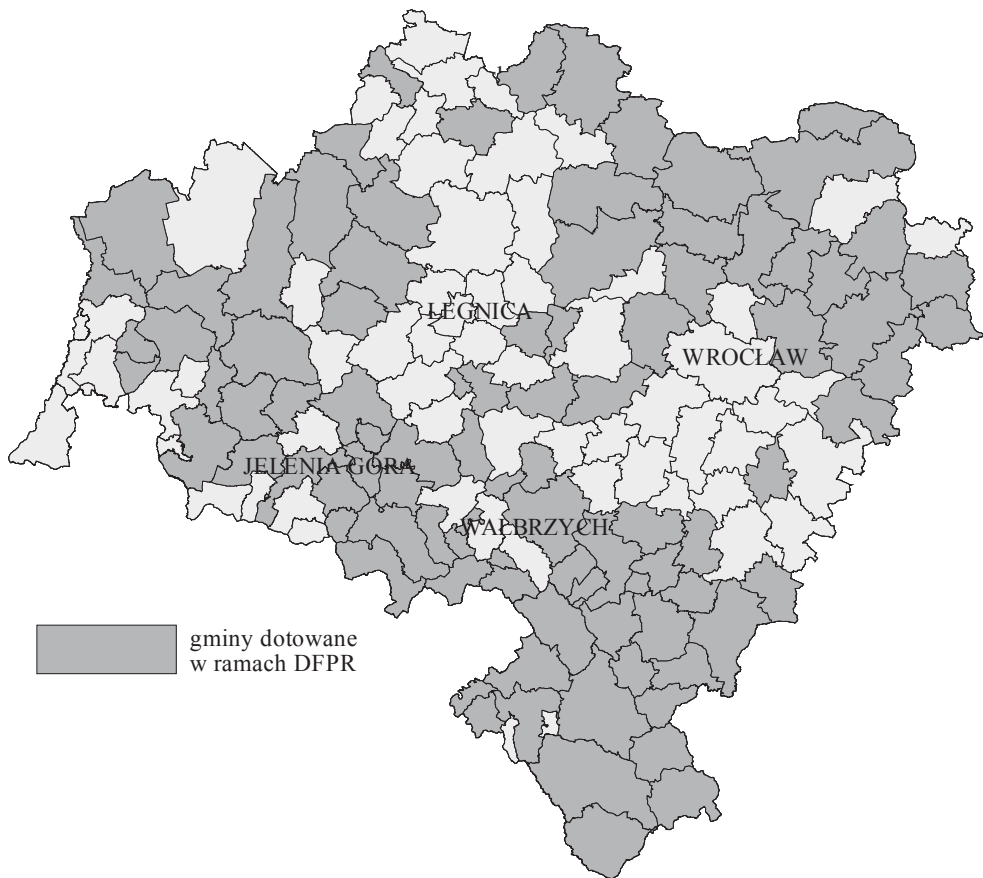 LEGNICA
WROCŁAW
JELENIA GÓRA
WAŁBRZYCH
gminy dotowane
w ramach DFPR